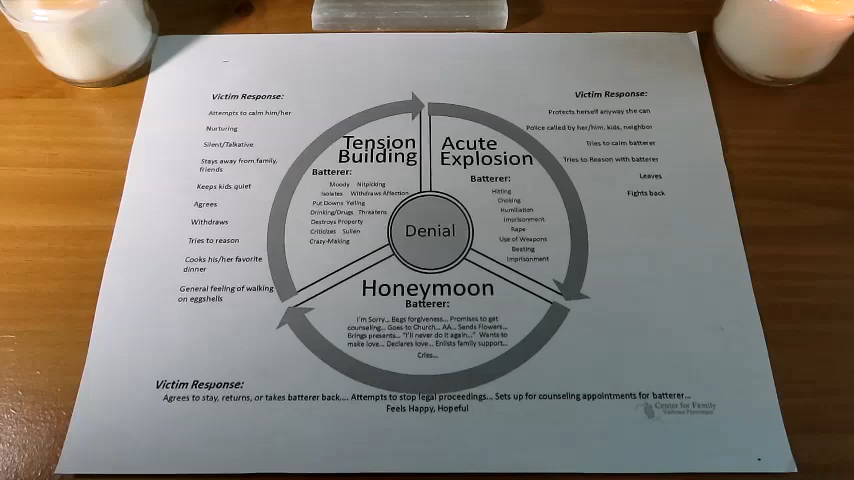 Victim Response:
Attempts to calm him/her
Nurturing
Silent/Talkative
Stays away from family,
friends
Keeps kids quiet
Agrees
Withdraws
Tries to reason
Cooks his/her favorite
dinner
General feeling of walking
on eggshells
Tension
Building
Batterer:
Moody Nitpicking
Isolates Withdraws Affection
Put Downs Yelling
Drinking/Drugs Threatens
Destroys Property
Criticizes Sullen
Crazy-Making
Acute
Explosion
Batterer:
Hitting
Choking
Humiliation
Imprisonment
Rape
Use of Weapons
Beating
Imprisonment
Victim Response:
Protects herself anyway she can
Police called by her/him, kids, neighbor
Tries to calm batterer
Tries to Reason with batterer
Leaves
Fights back
Denial
Honeymoon
Batterer:
I'm Sorry... Begs forgiveness... Promises to get
counseling... Goes to Church... AA... Sends Flowers...
Brings presents... "I'll never do it again..." Wants to
make love... Declares love... Enlists family support...
Cries...
Victim Response:
Agrees to stay, returns, or takes batterer back.... Attempts to stop legal proceedings... Sets up for counseling appointments for batterer...
Feels Happy, Hopeful
Center for Family
Violence Prevention